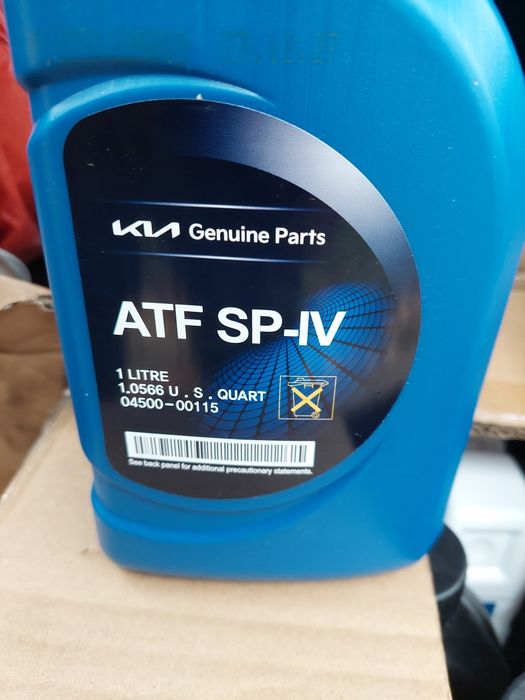 KIA Genuine Parts
ATF SP-IV
1 LITRE
1.0566 U . S . QUART
04500-00115
See back panel for additional precautionary statements.